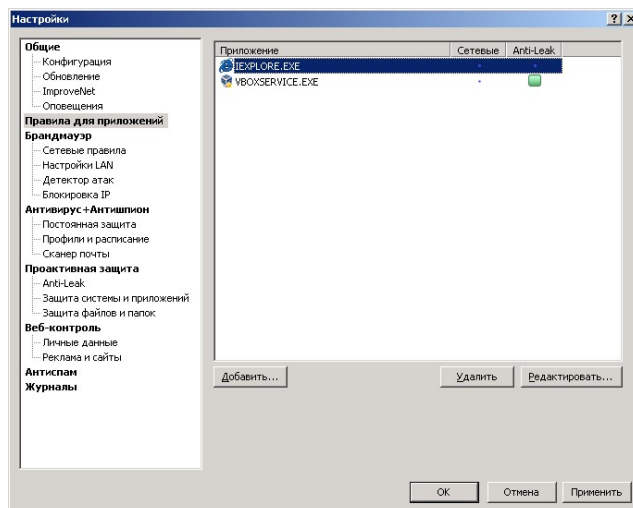 Настройки
Общие
Конфигурация
Обновление
ImproveNet
Оповещения
Правила для приложений
Брандмауэр
Сетевые правила
Настройки LAN
Детектор атак
Блокировка IP
Антивирус+Антишпион
Постоянная защита
Профили и расписание
Сканер почты
Проактивная защита
Anti-Leak
Защита системы и приложений
Защита файлов и папок
Веб-контроль
Личные данные
Реклама и сайты
Антиспам
Журналы
Приложение Сетевые Anti-Leak
IEXPLORE.EXE
VBOXSERVICE.EXE
Добавить... Удалить Редактировать...
OK Отмена Применить